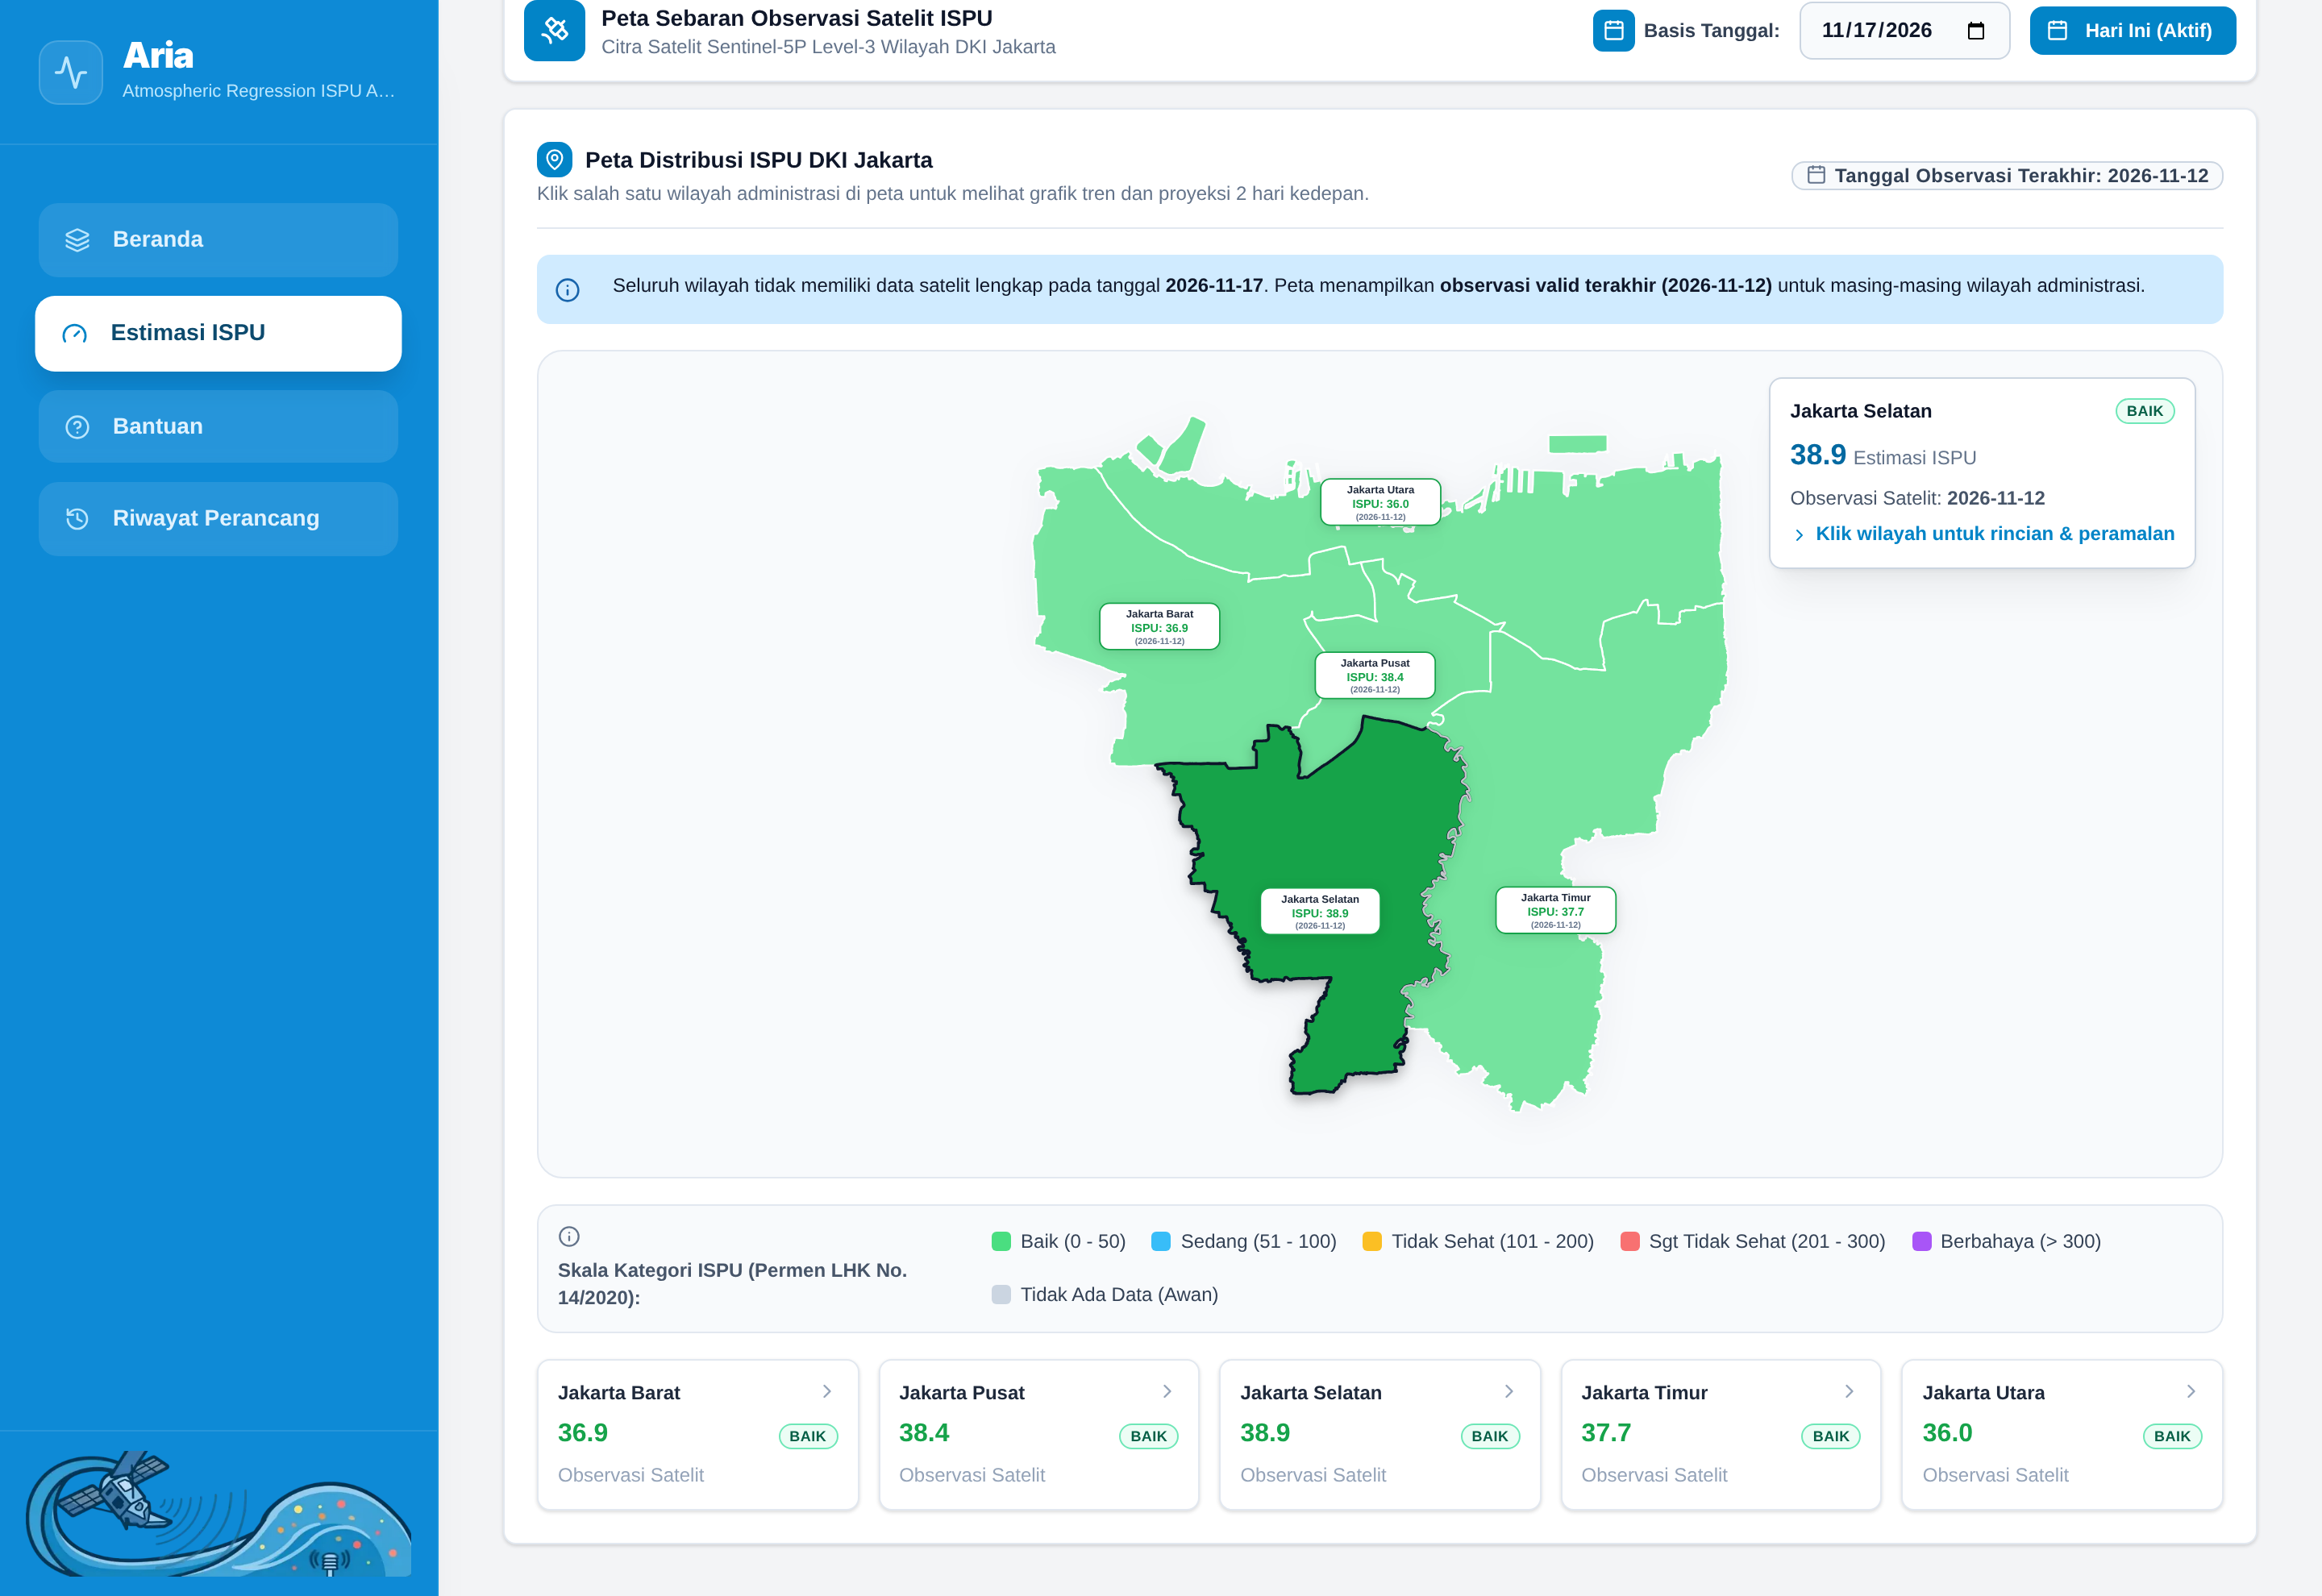 Aria
Atmospheric Regression ISPU A...
Beranda
Estimasi ISPU
Bantuan
Riwayat Perancang
Peta Sebaran Observasi Satelit ISPU
Citra Satelit Sentinel-5P Level-3 Wilayah DKI Jakarta
Basis Tanggal:
11/17/2026
Hari Ini (Aktif)
Peta Distribusi ISPU DKI Jakarta
Klik salah satu wilayah administrasi di peta untuk melihat grafik tren dan proyeksi 2 hari kedepan.
Tanggal Observasi Terakhir: 2026-11-12
Seluruh wilayah tidak memiliki data satelit lengkap pada tanggal 2026-11-17. Peta menampilkan observasi valid terakhir (2026-11-12) untuk masing-masing wilayah administrasi.
Jakarta Selatan
BAIK
38.9 Estimasi ISPU
Observasi Satelit: 2026-11-12
Klik wilayah untuk rincian & peramalan
Jakarta Utara
ISPU: 36.0
(2026-11-12)
Jakarta Barat
ISPU: 36.9
(2026-11-12)
Jakarta Pusat
ISPU: 38.4
(2026-11-12)
Jakarta Selatan
ISPU: 38.9
(2026-11-12)
Jakarta Timur
ISPU: 37.7
(2026-11-12)
Skala Kategori ISPU (Permen LHK No.
14/2020):
Baik (0 - 50)
Sedang (51 - 100)
Tidak Sehat (101 - 200)
Sgt Tidak Sehat (201 - 300)
Berbahaya (> 300)
Tidak Ada Data (Awan)
Jakarta Barat
36.9
BAIK
Observasi Satelit
Jakarta Pusat
38.4
BAIK
Observasi Satelit
Jakarta Selatan
38.9
BAIK
Observasi Satelit
Jakarta Timur
37.7
BAIK
Observasi Satelit
Jakarta Utara
36.0
BAIK
Observasi Satelit